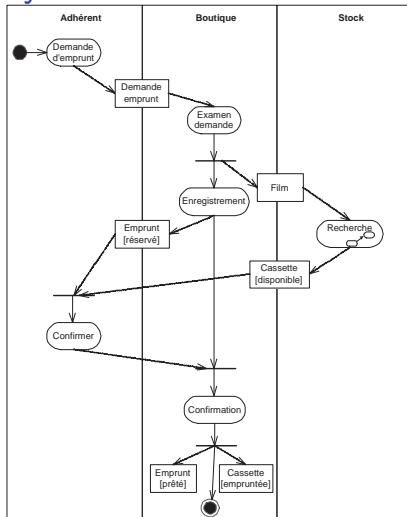 Adhérent
Boutique
Stock
Demande
d'emprunt
Demande
emprunt
Examen
demande
Film
Enregistrement
Recherche
Emprunt
[réservé]
Cassette
[disponible]
Confirmer
Confirmation
Emprunt
[prêté]
Cassette
[empruntée]